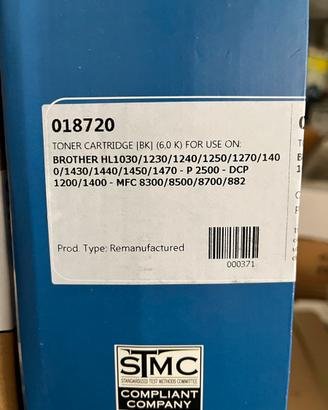 018720
TONER CARTRIDGE [BK] (6.0 K) FOR USE ON:
BROTHER HL1030/1230/1240/1250/1270/140
0/1430/1440/1450/1470 - P 2500 - DCP
1200/1400 - MFC 8300/8500/8700/882
Prod. Type: Remanufactured
000371
STMC
STANDARDIZED TEST METHODS COMMITTEE
COMPLIANT
COMPANY